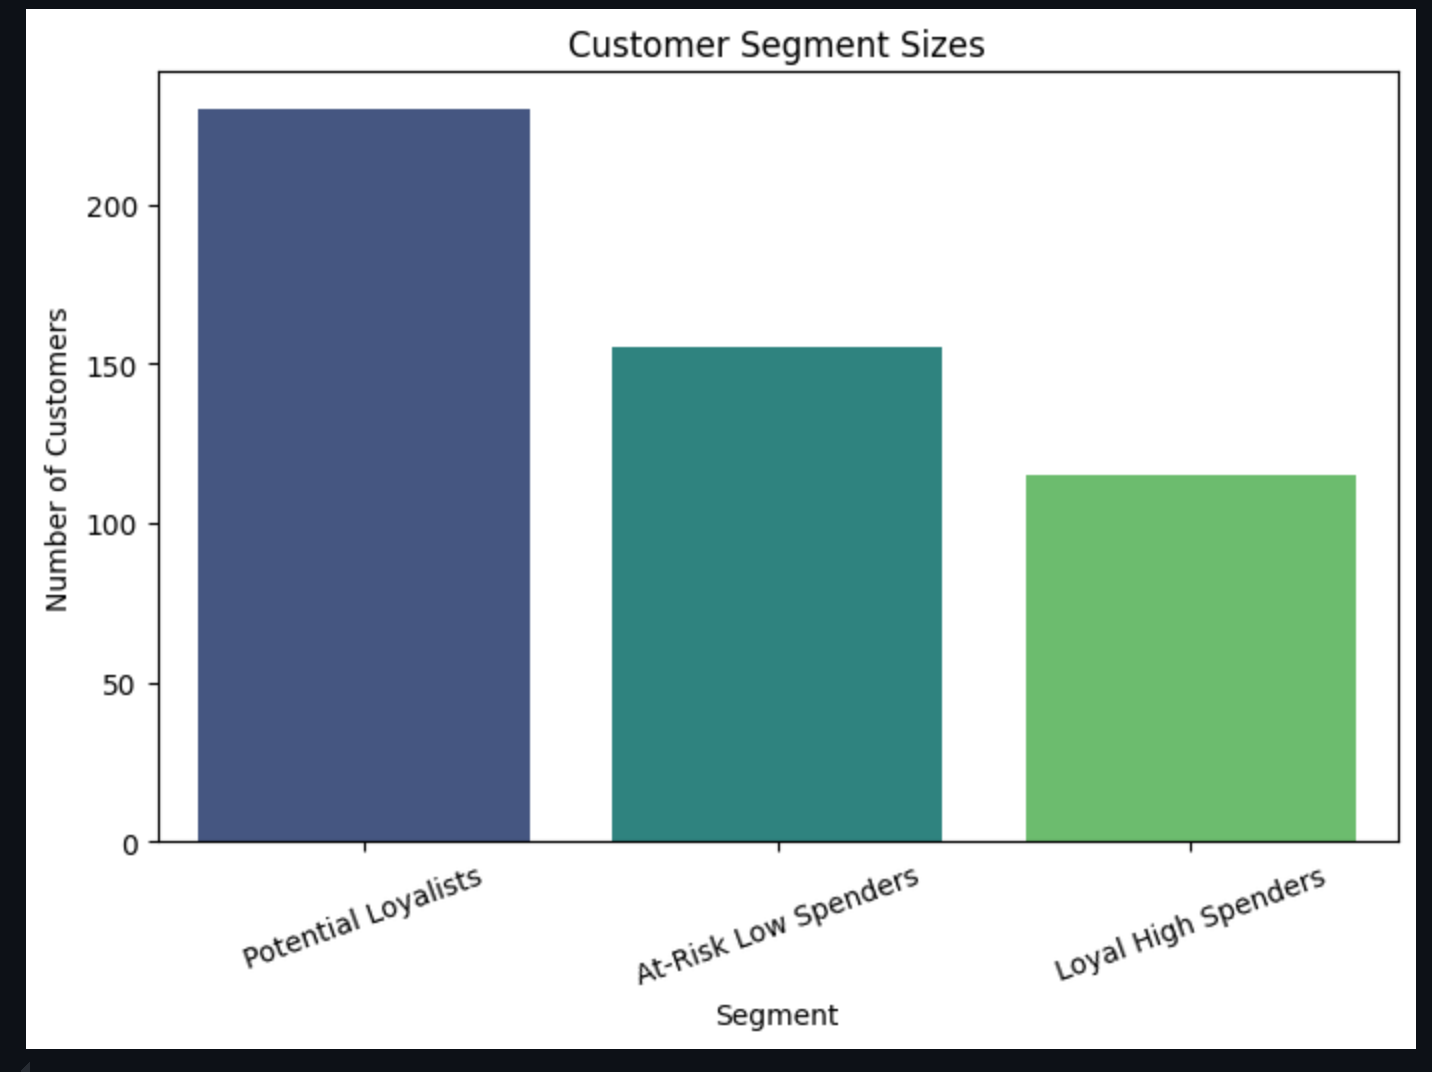 Customer Segment Sizes
Number of Customers
200
150
100
50
0
Potential Loyalists
At-Risk Low Spenders
Loyal High Spenders
Segment